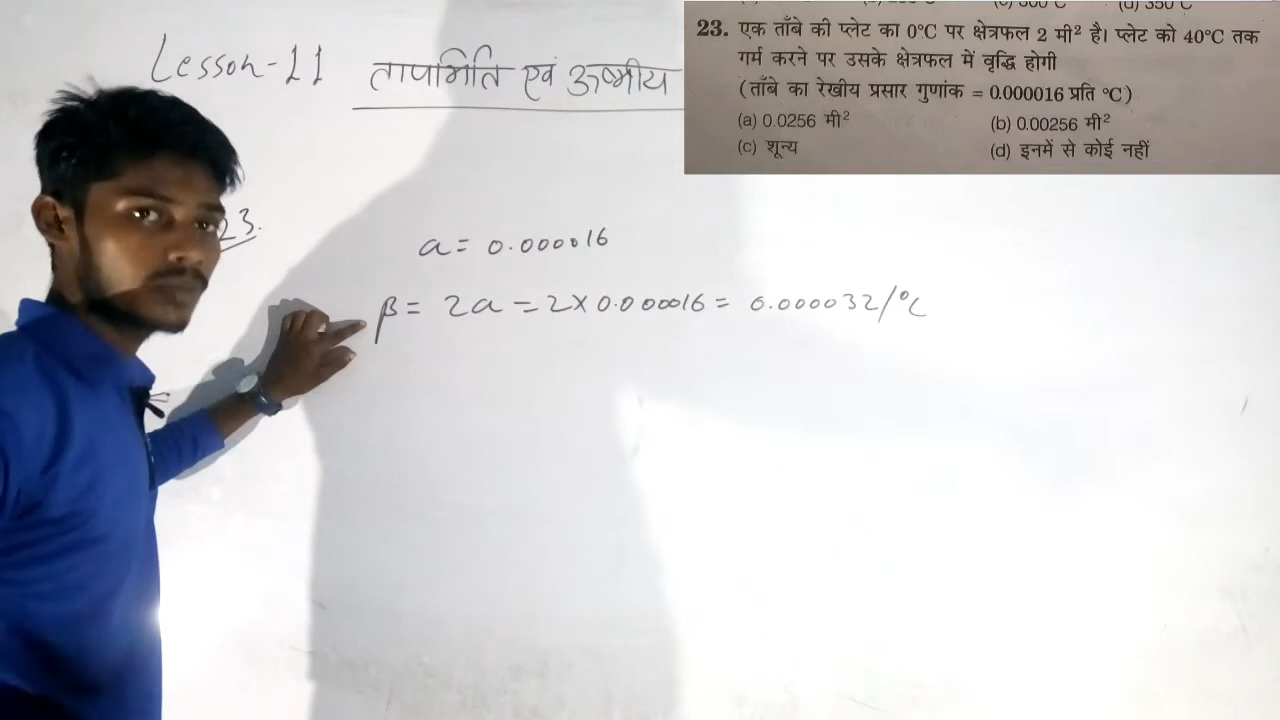 Lesson-11 तापमिति एवं ऊष्मीय
23.
a = 0.000016
β = 2a = 2 × 0.000016 = 0.000032/°C
(d) 350°C
23. एक ताँबे की प्लेट का 0°C पर क्षेत्रफल 2 मी² है। प्लेट को 40°C तक
गर्म करने पर उसके क्षेत्रफल में वृद्धि होगी
(ताँबे का रेखीय प्रसार गुणांक = 0.000016 प्रति °C)
(a) 0.0256 मी² (b) 0.00256 मी²
(c) शून्य (d) इनमें से कोई नहीं